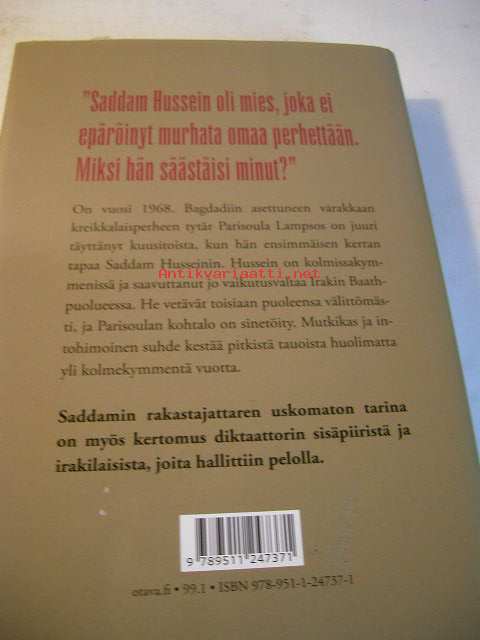 "Saddam Hussein oli mies, joka ei
epäröinyt murhata omaa perhettään.
Miksi hän säästäisi minut?"
On vuosi 1968. Bagdadiin asettuneen varakkaan
kreikkalaisperheen tytär Parisoula Lampsos on juuri
täyttänyt kuusitoista, kun hän ensimmäisen kerran
tapaa Saddam Husseinin. Hussein on kolmissakym-
menissä ja saavuttanut jo vaikutusvaltaa Irakin Baath-
Antikvariaatti.net
puolueessa. He vetävät toisiaan puoleensa välittömäs-
ti, ja Parisoulan kohtalo on sinetöity. Mutkikas ja in-
tohimoinen suhde kestää pitkistä tauoista huolimatta
yli kolmekymmentä vuotta.
Saddamin rakastajattaren uskomaton tarina
on myös kertomus diktaattorin sisäpiiristä ja
irakilaisista, joita hallittiin pelolla.
9 789511 247371
otava.fi • 99.1 • ISBN 978-951-1-24737-1